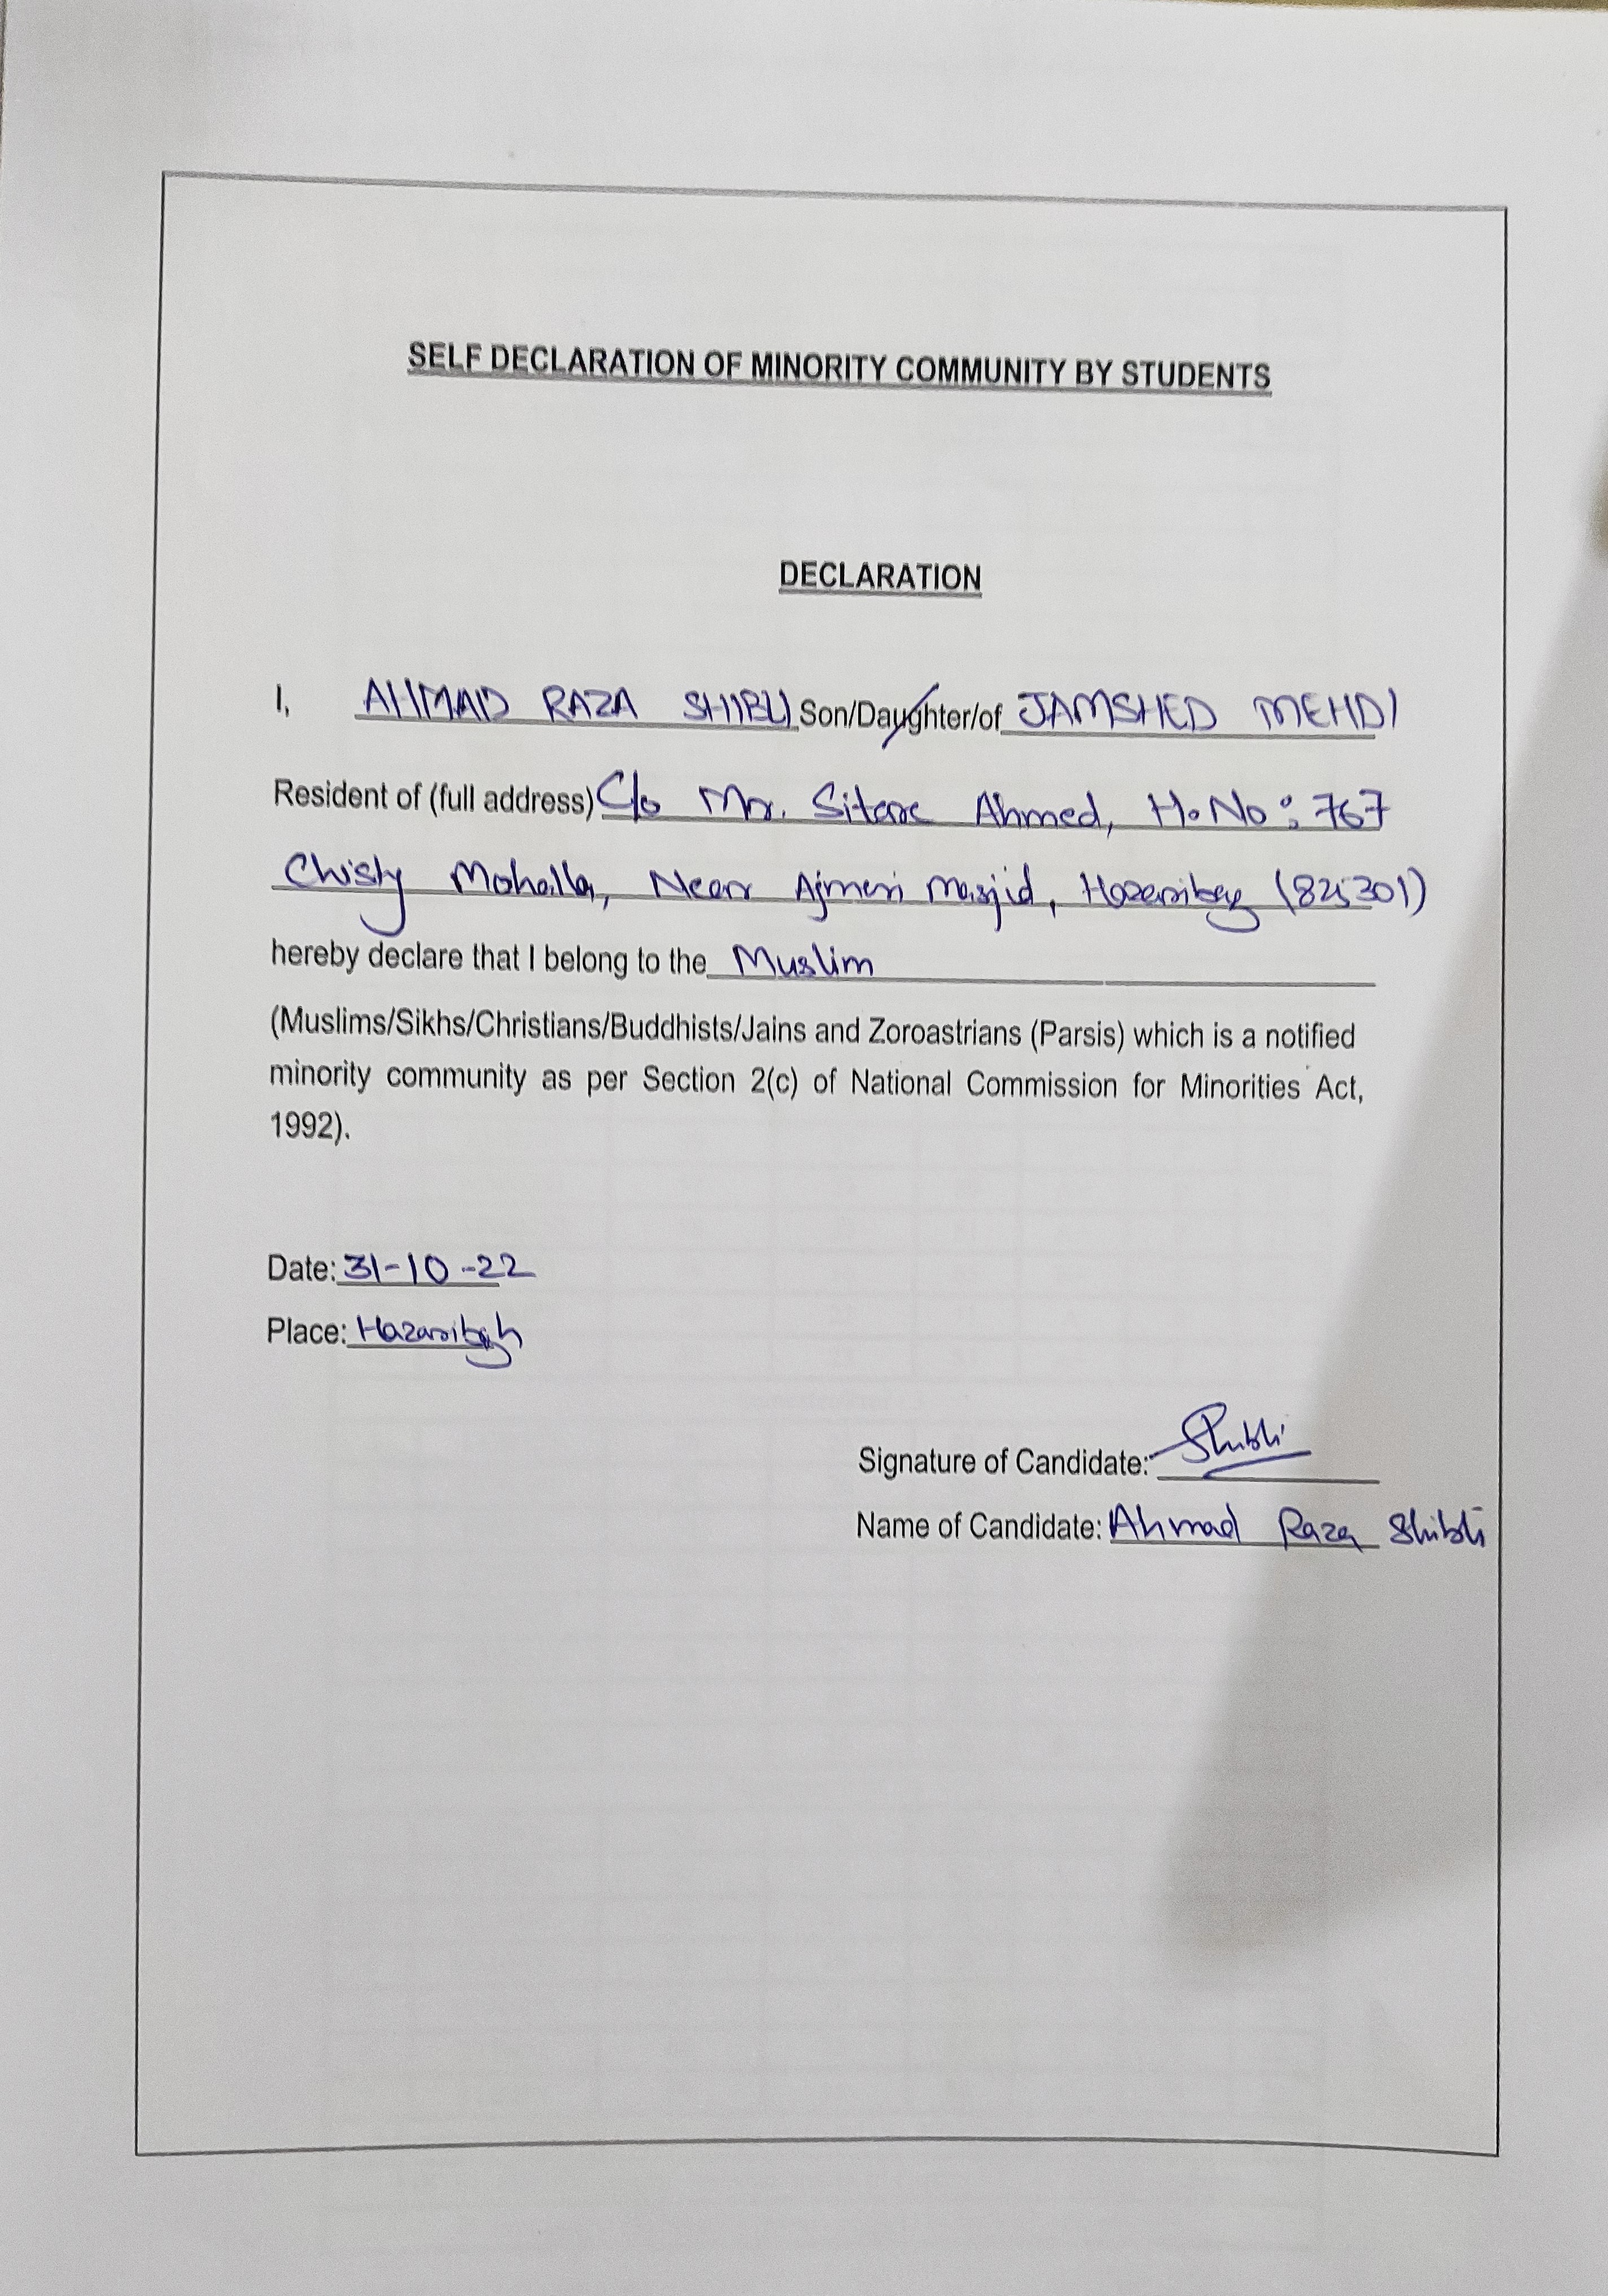 SELF DECLARATION OF MINORITY COMMUNITY BY STUDENTS
DECLARATION
I, AHMAD RAZA SHIBLI Son/Daughter/of JAMSHED MEHDI
Resident of (full address) C/o Mr. Sitare Ahmed, H.No: 767
Chisty Mohalla, Near Ajmeri Masjid, Hazaribag (825301)
hereby declare that I belong to the Muslim
(Muslims/Sikhs/Christians/Buddhists/Jains and Zoroastrians (Parsis) which is a notified
minority community as per Section 2(c) of National Commission for Minorities Act,
1992).
Date: 31-10-22
Place: Hazaribagh
Signature of Candidate: Shibli
Name of Candidate: Ahmad Raza Shibli